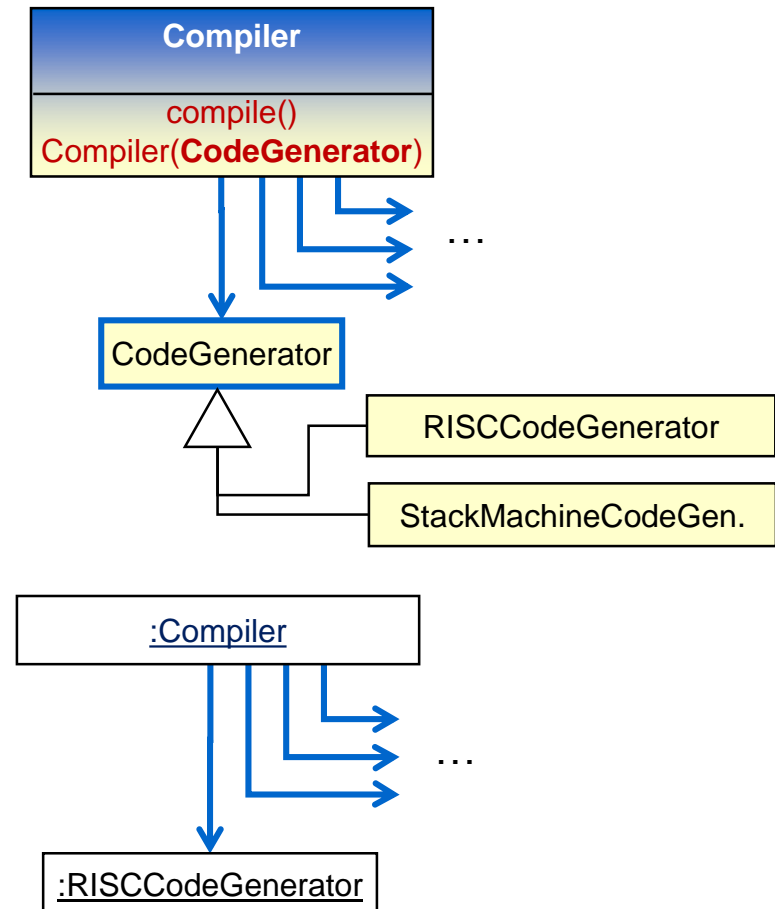 Compiler
compile()
Compiler(CodeGenerator)
...
CodeGenerator
RISCCodeGenerator
StackMachineCodeGen.
:Compiler
...
:RISCCodeGenerator